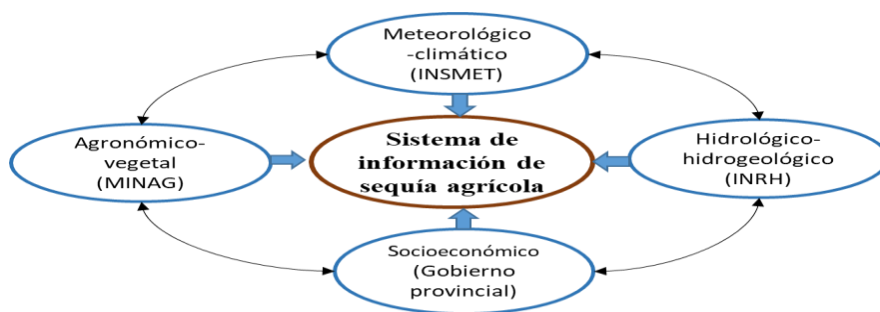 Meteorológico
-climático
(INSMET)
Agronómico-
vegetal
(MINAG)
Sistema de
información de
sequía agrícola
Hidrológico-
hidrogeológico
(INRH)
Socioeconómico
(Gobierno
provincial)